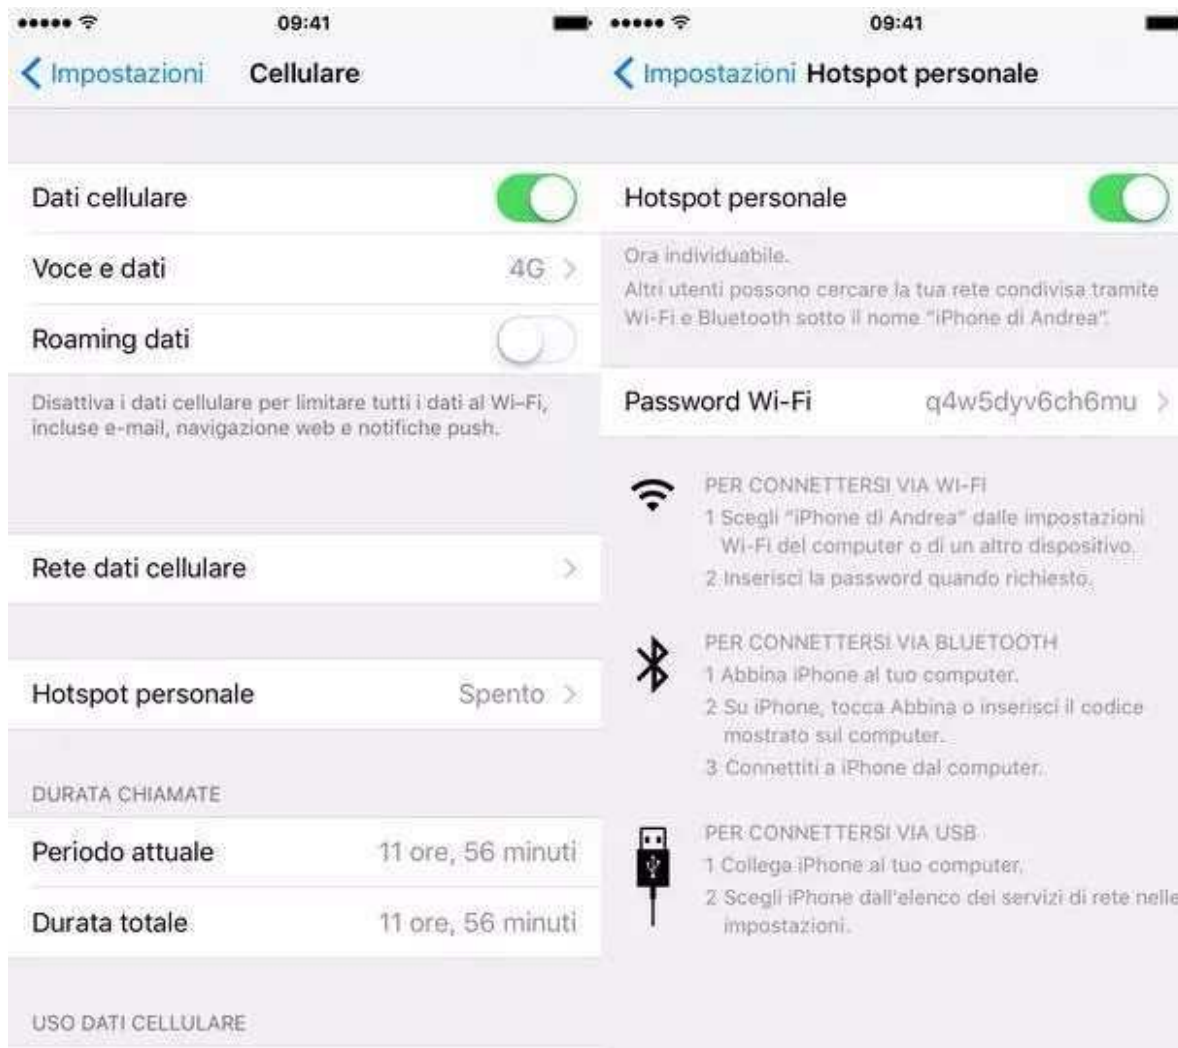 09:41
Impostazioni Cellulare
Dati cellulare
Voce e dati 4G
Roaming dati
Disattiva i dati cellulare per limitare tutti i dati al Wi-Fi,
incluse e-mail, navigazione web e notifiche push.
Rete dati cellulare
Hotspot personale Spento
DURATA CHIAMATE
Periodo attuale 11 ore, 56 minuti
Durata totale 11 ore, 56 minuti
USO DATI CELLULARE
09:41
Impostazioni Hotspot personale
Hotspot personale
Ora individuabile.
Altri utenti possono cercare la tua rete condivisa tramite
Wi-Fi e Bluetooth sotto il nome "iPhone di Andrea".
Password Wi-Fi q4w5dyv6ch6mu
PER CONNETTERSI VIA WI-FI
1 Scegli "iPhone di Andrea" dalle impostazioni
Wi-Fi del computer o di un altro dispositivo.
2 Inserisci la password quando richiesto.
PER CONNETTERSI VIA BLUETOOTH
1 Abbina iPhone al tuo computer.
2 Su iPhone, tocca Abbina o inserisci il codice
mostrato sul computer.
3 Connettiti a iPhone dal computer.
PER CONNETTERSI VIA USB
1 Collega iPhone al tuo computer.
2 Scegli iPhone dall'elenco dei servizi di rete nelle
impostazioni.